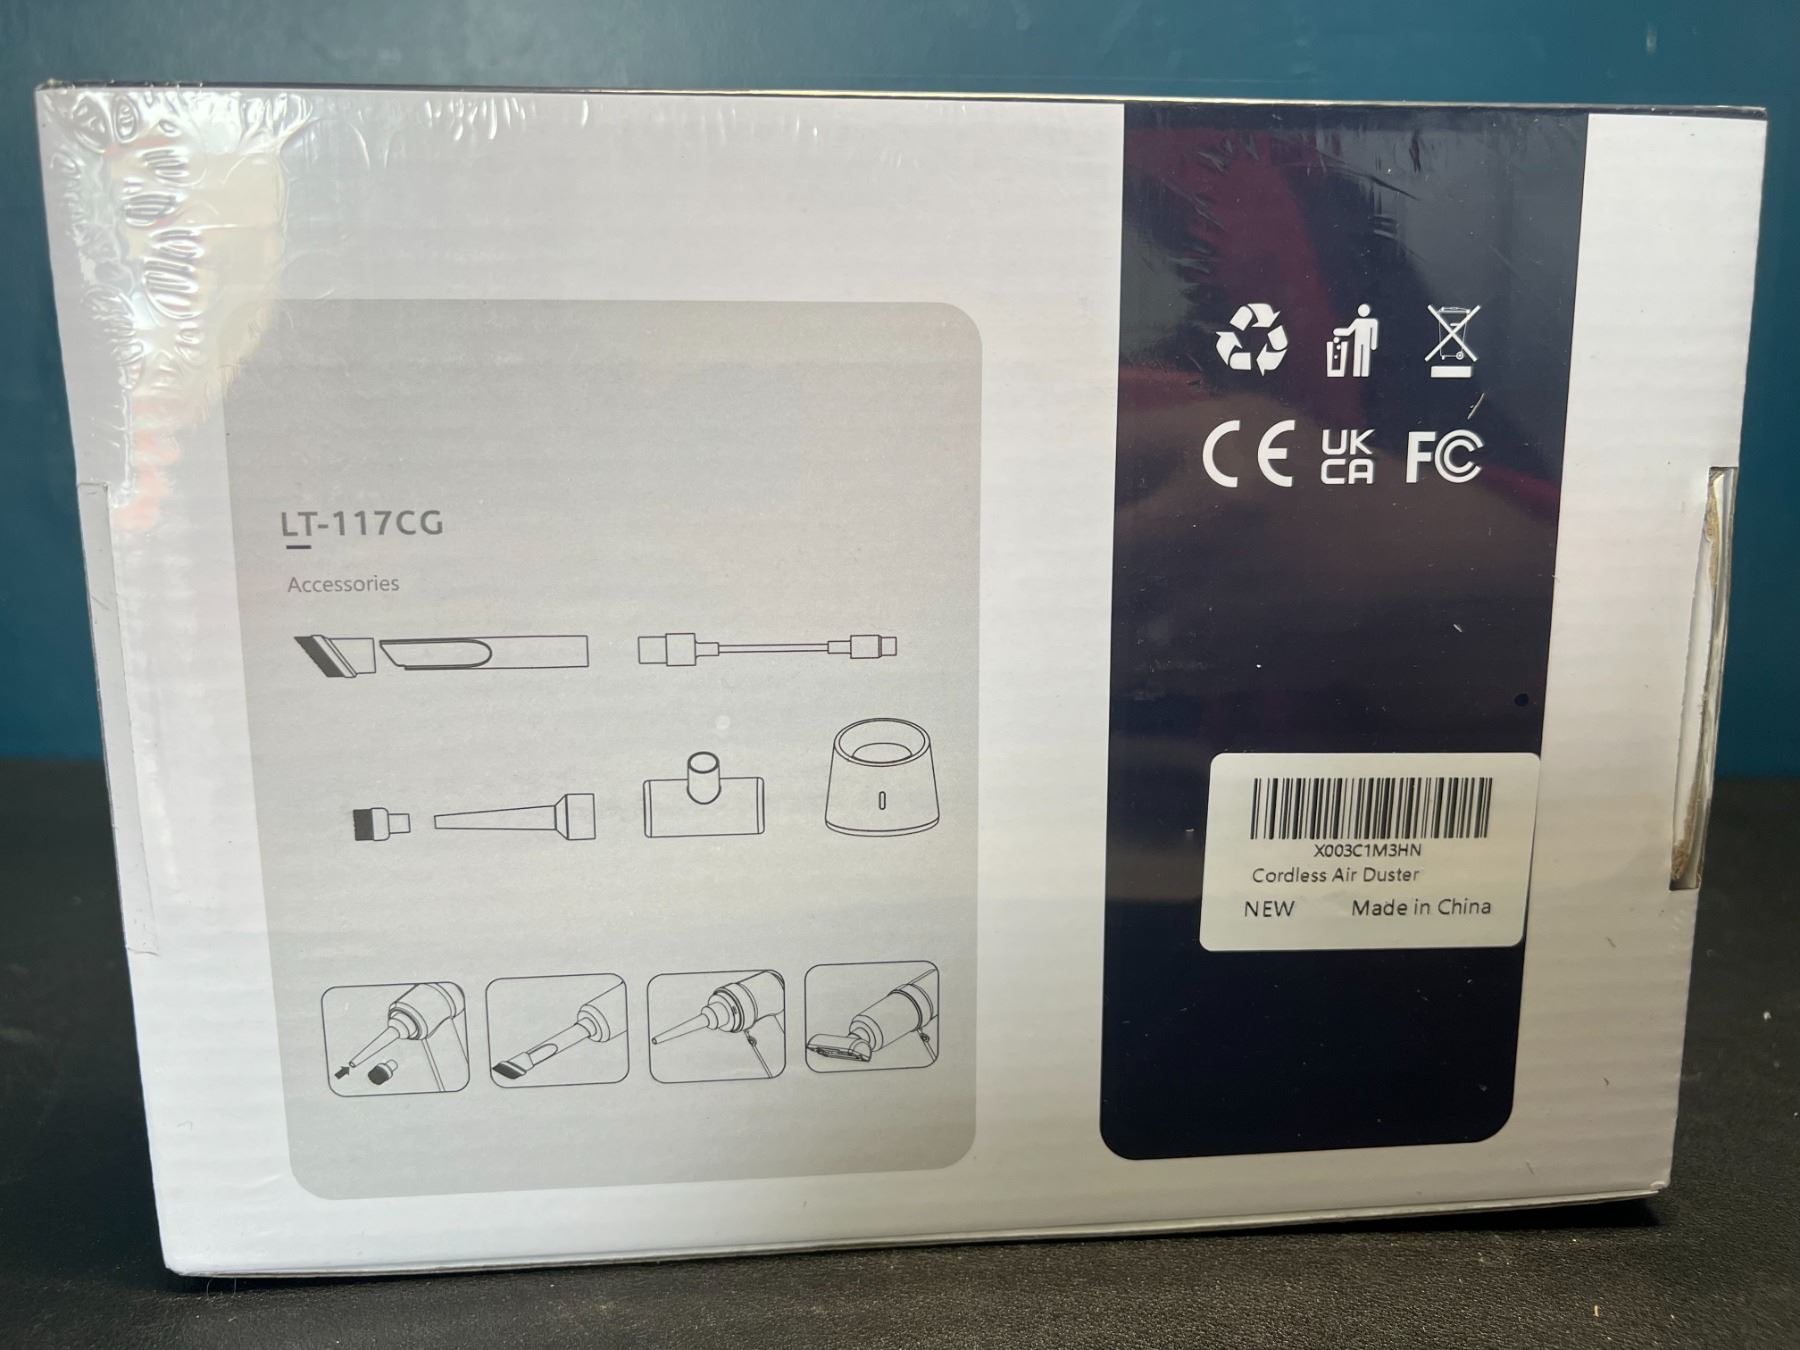 LT-117CG
Accessories
CE UK CA FC
X003C1M3HN
Cordless Air Duster
NEW Made in China